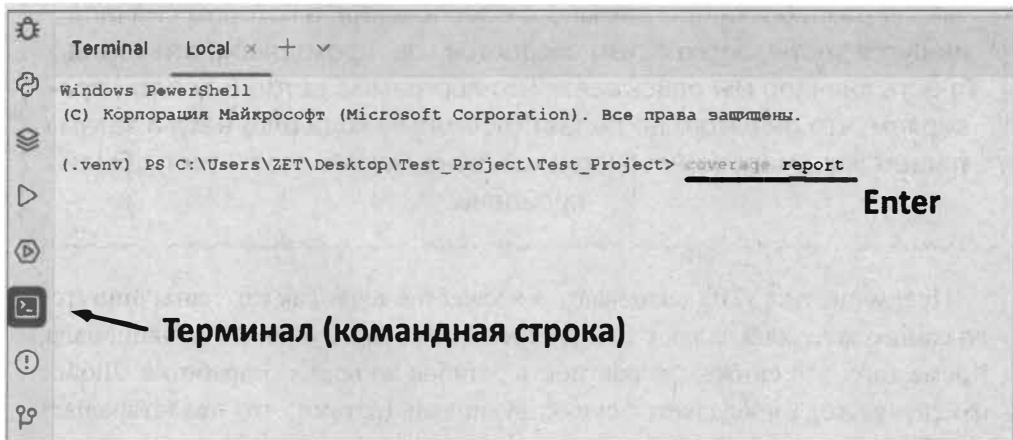 Terminal Local × + ˅
Windows PowerShell
(C) Корпорация Майкрософт (Microsoft Corporation). Все права защищены.
(.venv) PS C:\Users\ZET\Desktop\Test_Project\Test_Project> coverage report
Enter
Терминал (командная строка)